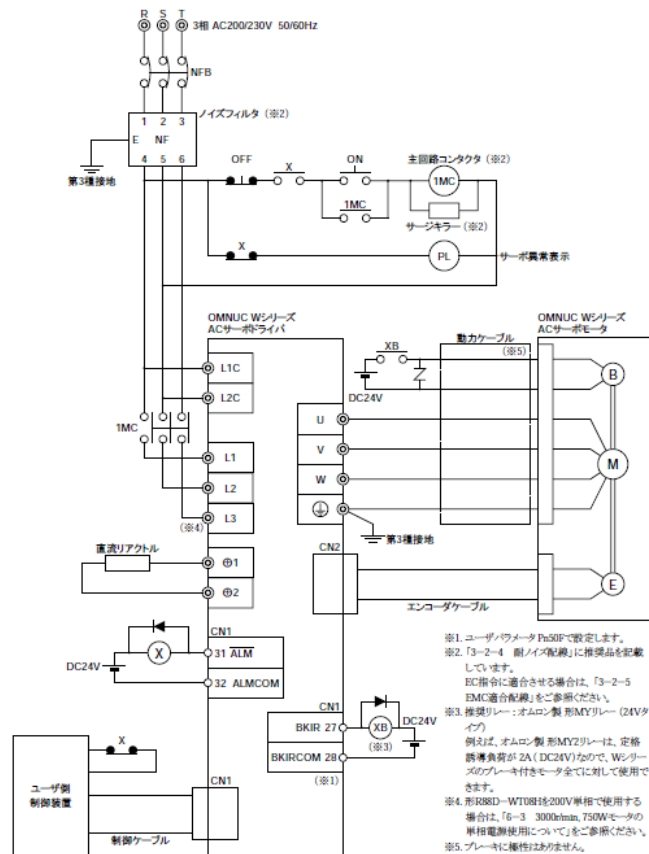 R S T
3相 AC200/230V 50/60Hz
NFB
ノイズフィルタ (※2)
1 2 3
E NF
4 5 6
第3種接地
OFF X ON 主回路コンタクタ (※2)
1MC
1MC
サージキラー (※2)
X
PL サーボ異常表示
OMNUC Wシリーズ
ACサーボドライバ
OMNUC Wシリーズ
ACサーボモータ
動力ケーブル
XB (※5)
DC24V
B
L1C
L2C
1MC
U
V
W
M
L1
L2
L3
(※4)
第3種接地
直流リアクトル
⊕1
⊕2
CN2
E
エンコーダケーブル
CN1
DC24V
X
31 ALM
32 ALMCOM
CN1
BKIR 27
XB
DC24V
(※3)
BKIRCOM 28
(※1)
X
ユーザ側
制御装置
CN1
制御ケーブル
※1. ユーザパラメータ Pn50Fで設定します。
※2. 「3-2-4 耐ノイズ配線」に推奨品を記載
しています。
EC指令に適合させる場合は、「3-2-5
EMC適合配線」をご参照ください。
※3. 推奨リレー：オムロン製 形MYリレー (24Vタ
イプ)
例えば、オムロン製 形MY2リレーは、定格
誘導負荷が 2A (DC24V) なので、Wシリー
ズのブレーキ付きモータ全てに対して使用で
きます。
※4. 形R88D-WT08Hを200V単相で使用する
場合は、「6-3 3000r/min, 750Wモータの
単相電源使用について」をご参照ください。
※5. ブレーキに極性はありません。